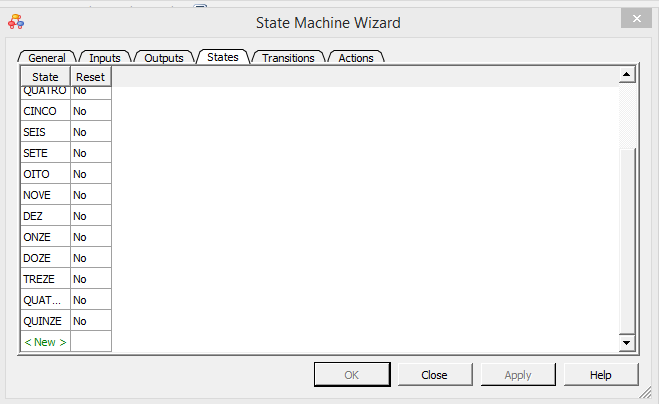 State Machine Wizard
General Inputs Outputs States Transitions Actions
State Reset
QUATRO No
CINCO No
SEIS No
SETE No
OITO No
NOVE No
DEZ No
ONZE No
DOZE No
TREZE No
QUAT... No
QUINZE No
< New >
OK Close Apply Help